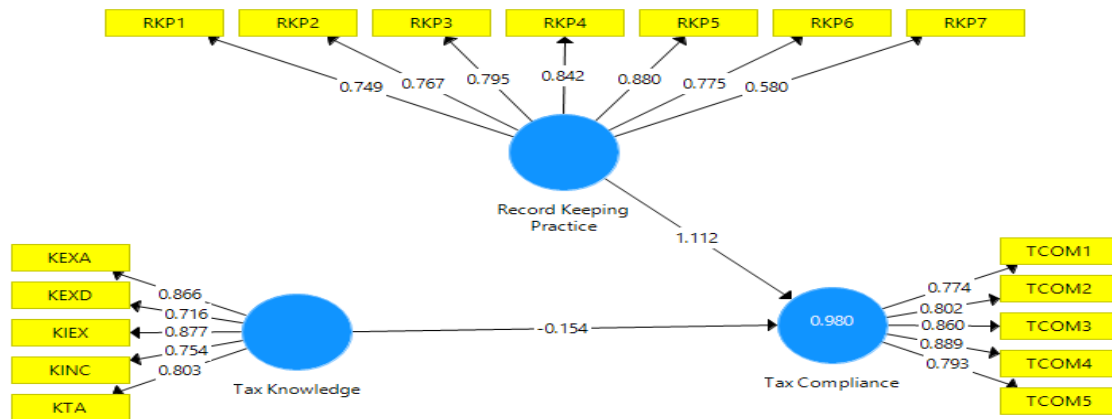 RKP1 RKP2 RKP3 RKP4 RKP5 RKP6 RKP7
0.749 0.767 0.795 0.842 0.880 0.775 0.580
Record Keeping
Practice
1.112
KEXA
KEXD
KIEX
KINC
KTA
0.866
0.716
0.877
0.754
0.803
Tax Knowledge
-0.154
0.980
Tax Compliance
0.774
0.802
0.860
0.889
0.793
TCOM1
TCOM2
TCOM3
TCOM4
TCOM5